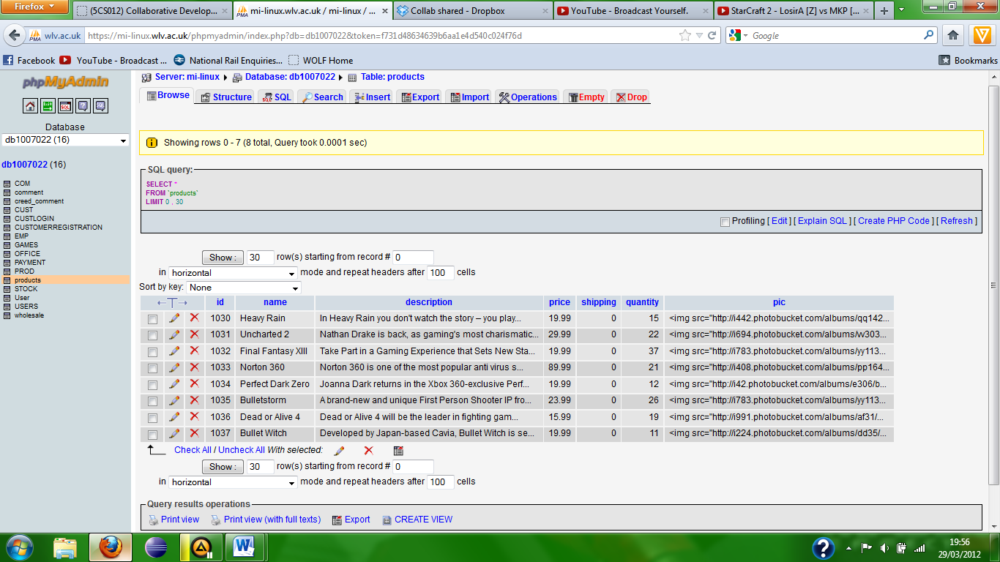 Firefox
(5CS012) Collaborative Develop...
mi-linux.wlv.ac.uk / mi-linux / ...
Collab shared - Dropbox
YouTube - Broadcast Yourself.
StarCraft 2 - LosirA [Z] vs MKP [...
wlv.ac.uk https://mi-linux.wlv.ac.uk/phpmyadmin/index.php?db=db1007022&token=f731d48634639b6aa1e4d540c024f76d
Google
Facebook YouTube - Broadcast ... National Rail Enquiries... WOLF Home Bookmarks
phpMyAdmin
Database
db1007022 (16)
db1007022 (16)
COM
comment
creed_comment
CUST
CUSTLOGIN
CUSTOMERREGISTRATION
EMP
GAMES
OFFICE
PAYMENT
PROD
products
STOCK
User
USERS
wholesale
Server: mi-linux Database: db1007022 Table: products
Browse Structure SQL Search Insert Export Import Operations Empty Drop
Showing rows 0 - 7 (8 total, Query took 0.0001 sec)
SQL query:
SELECT *
FROM `products`
LIMIT 0 , 30
Profiling [ Edit ] [ Explain SQL ] [ Create PHP Code ] [ Refresh ]
Show : 30 row(s) starting from record # 0
in horizontal mode and repeat headers after 100 cells
Sort by key: None
←T→ id name description price shipping quantity pic
1030 Heavy Rain In Heavy Rain you don't watch the story – you play... 19.99 0 15 <img src="http://i442.photobucket.com/albums/qq142...
1031 Uncharted 2 Nathan Drake is back, as gaming's most charismatic... 29.99 0 22 <img src="http://i694.photobucket.com/albums/vv303...
1032 Final Fantasy XIII Take Part in a Gaming Experience that Sets New Sta... 19.99 0 37 <img src="http://i783.photobucket.com/albums/yy113...
1033 Norton 360 Norton 360 is one of the most popular anti virus s... 89.99 0 21 <img src="http://i408.photobucket.com/albums/pp164...
1034 Perfect Dark Zero Joanna Dark returns in the Xbox 360-exclusive Perf... 19.99 0 12 <img src="http://i42.photobucket.com/albums/e306/b...
1035 Bulletstorm A brand-new and unique First Person Shooter IP fro... 23.99 0 26 <img src="http://i783.photobucket.com/albums/yy113...
1036 Dead or Alive 4 Dead or Alive 4 will be the leader in fighting gam... 15.99 0 19 <img src="http://i991.photobucket.com/albums/af31/...
1037 Bullet Witch Developed by Japan-based Cavia, Bullet Witch is se... 19.99 0 11 <img src="http://i224.photobucket.com/albums/dd35/...
Check All / Uncheck All With selected:
Show : 30 row(s) starting from record # 0
in horizontal mode and repeat headers after 100 cells
Query results operations
Print view Print view (with full texts) Export CREATE VIEW
19:56
29/03/2012